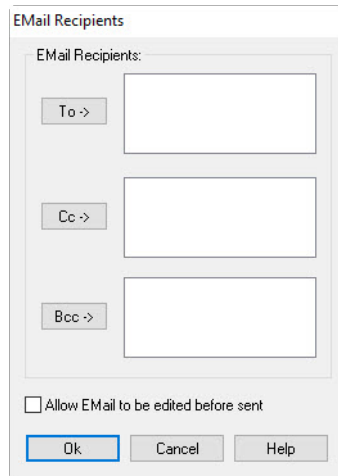 EMail Recipients
EMail Recipients:
To ->
Cc ->
Bcc ->
Allow EMail to be edited before sent
Ok Cancel Help